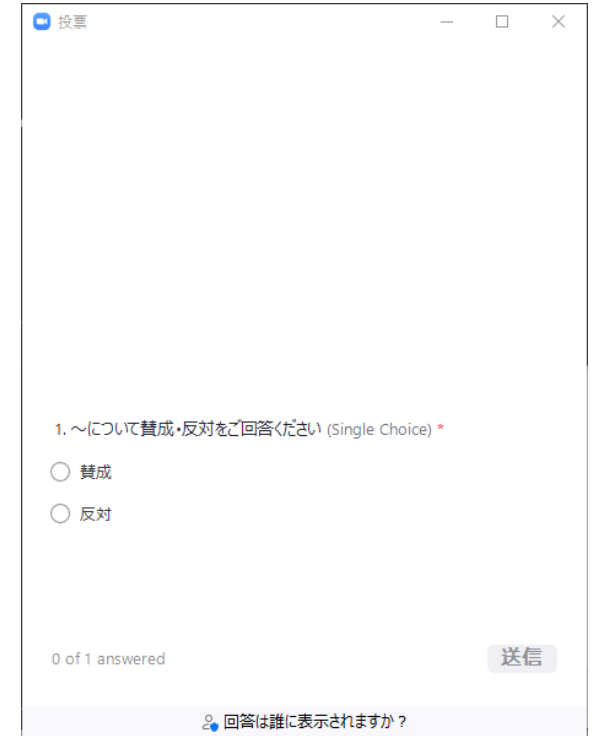 投票
1. ～について賛成・反対をご回答ください (Single Choice) *
賛成
反対
0 of 1 answered
送信
回答は誰に表示されますか？